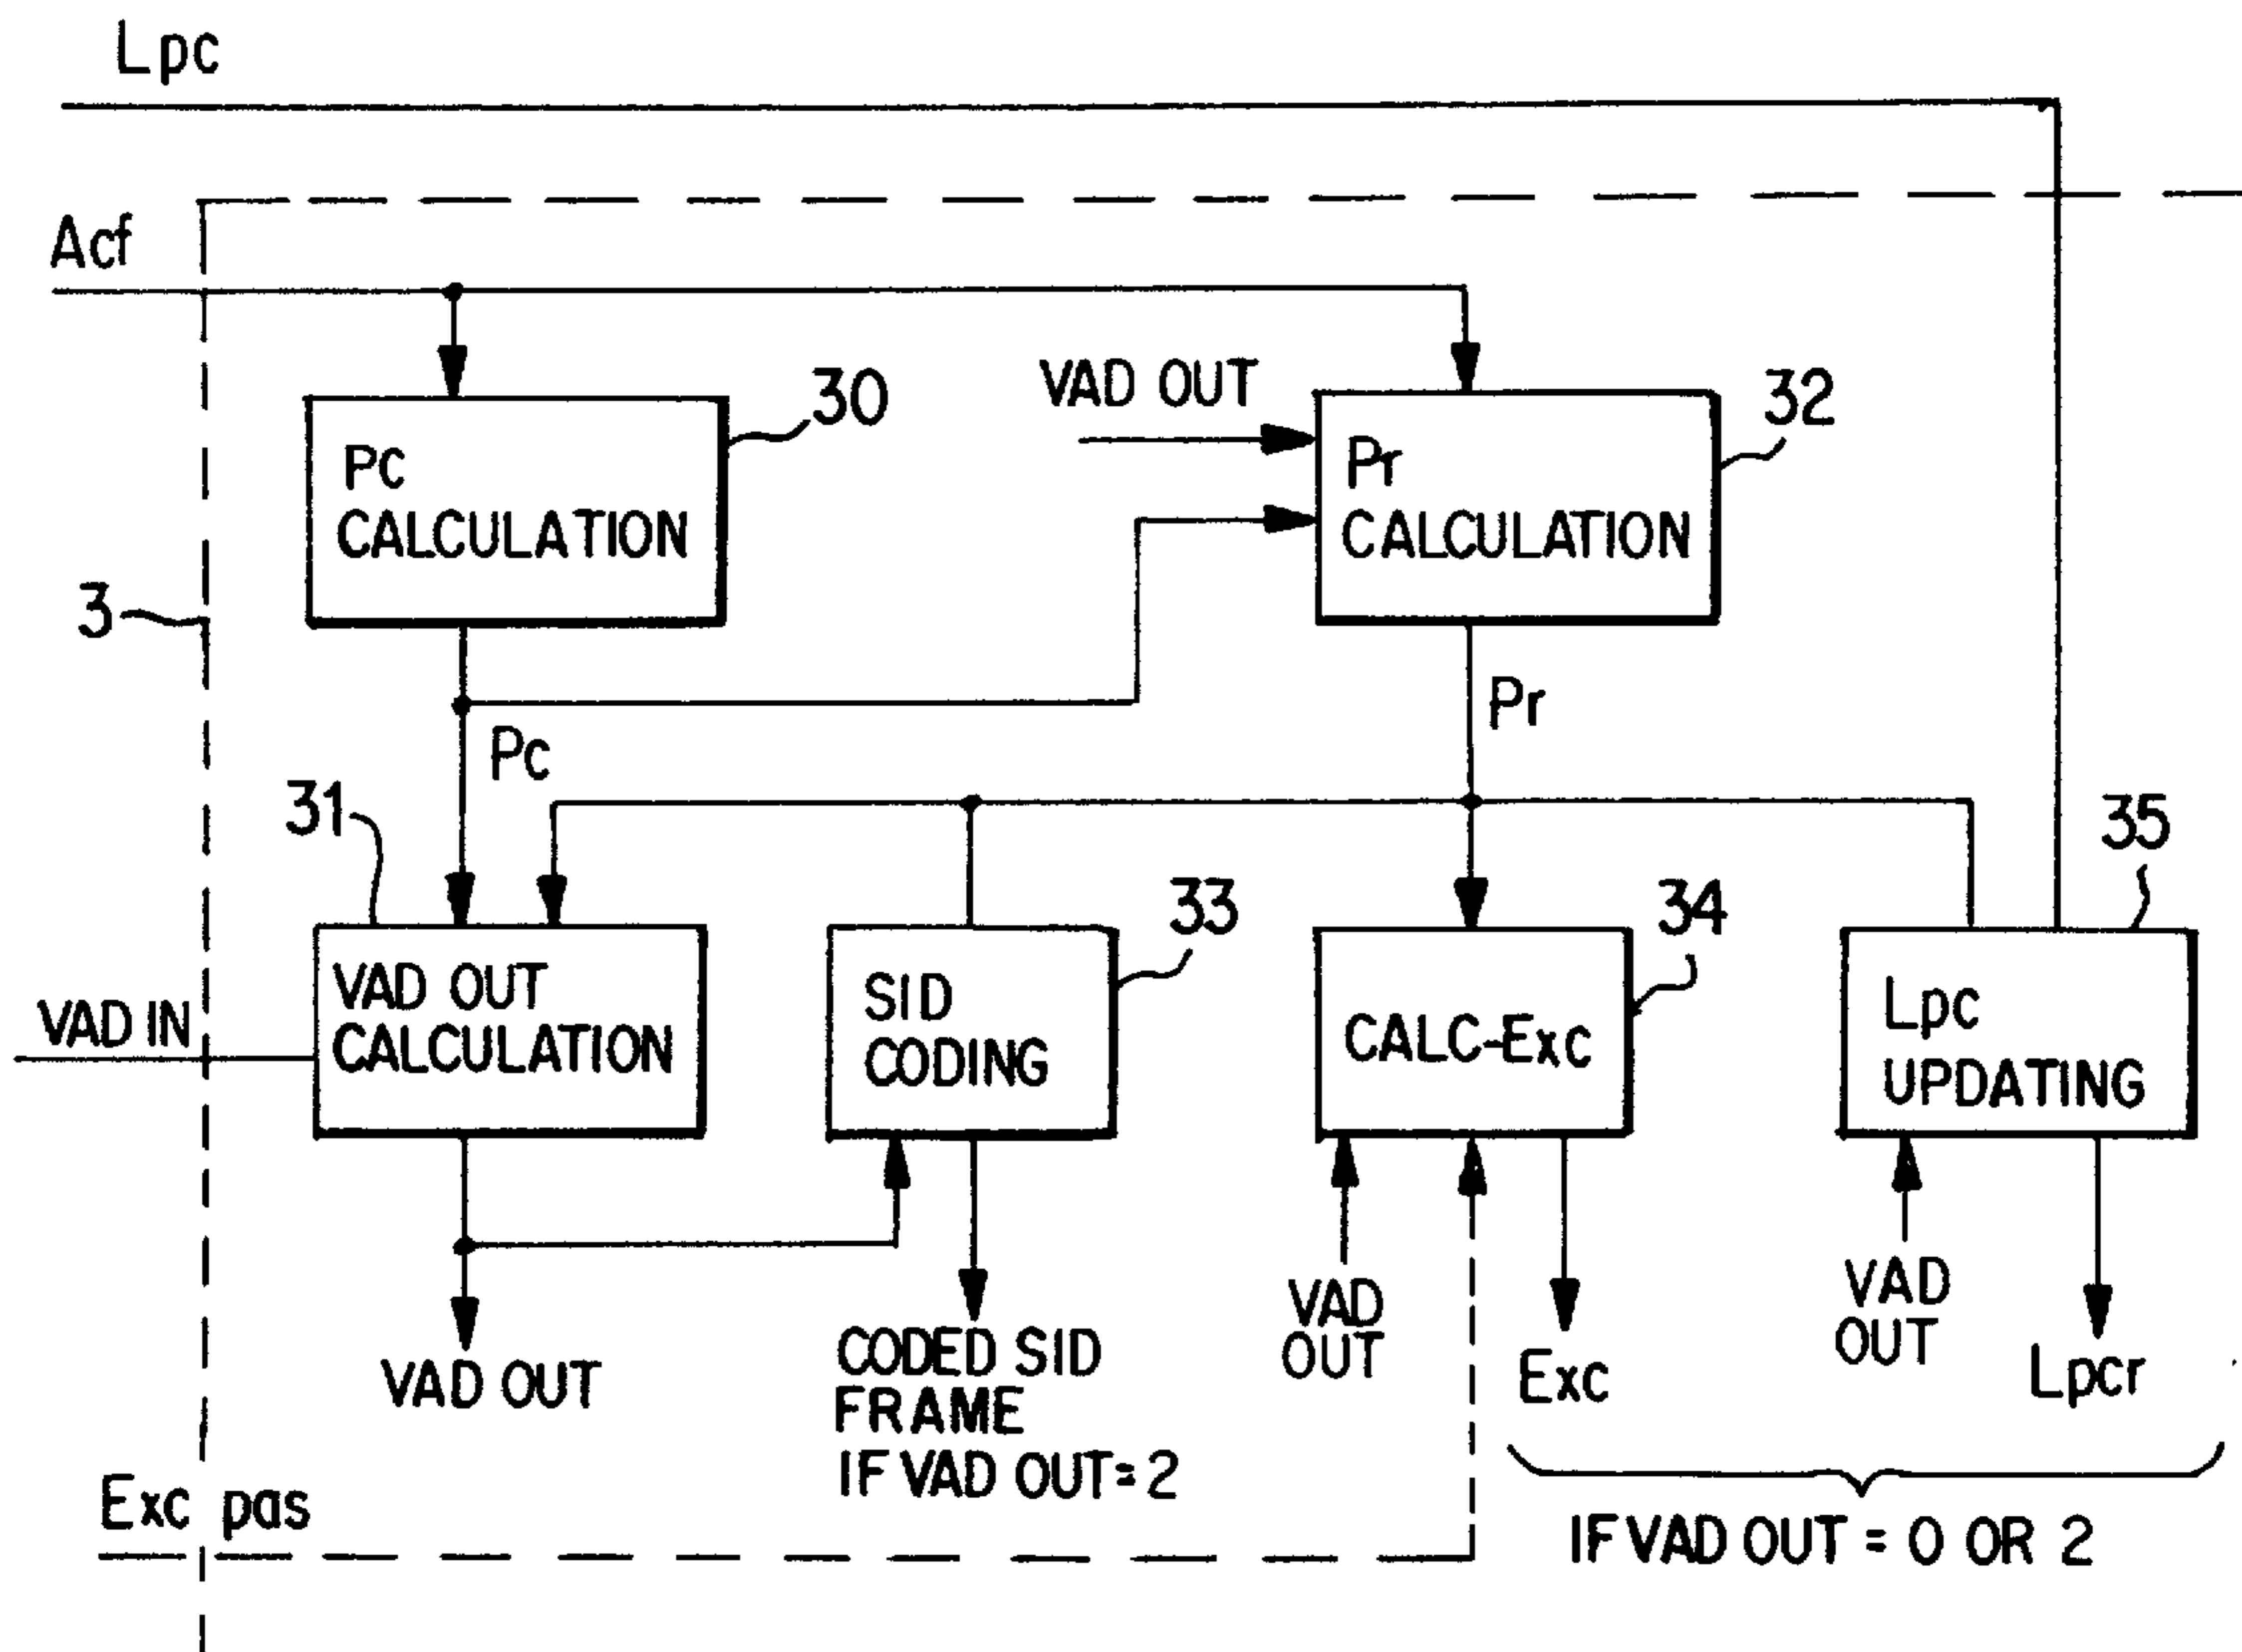 Lpc
Acf
30
VAD OUT
32
Pc
CALCULATION
Pr
CALCULATION
3
Pc
Pr
31
33
34
35
VAD IN
VAD OUT
CALCULATION
SID
CODING
CALC-Exc
Lpc
UPDATING
VAD OUT
CODED SID
FRAME
IF VAD OUT=2
VAD
OUT
Exc
VAD
OUT
Lpcr
Exc pas
IF VAD OUT = 0 OR 2